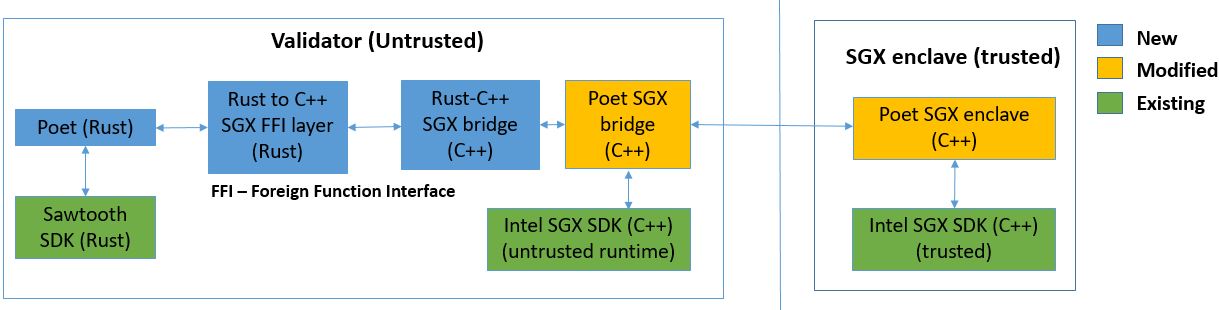 Validator (Untrusted)
Poet (Rust)
Rust to C++
SGX FFI layer
(Rust)
Rust-C++
SGX bridge
(C++)
Poet SGX
bridge
(C++)
FFI – Foreign Function Interface
Sawtooth
SDK (Rust)
Intel SGX SDK (C++)
(untrusted runtime)
SGX enclave (trusted)
Poet SGX enclave
(C++)
Intel SGX SDK (C++)
(trusted)
New
Modified
Existing